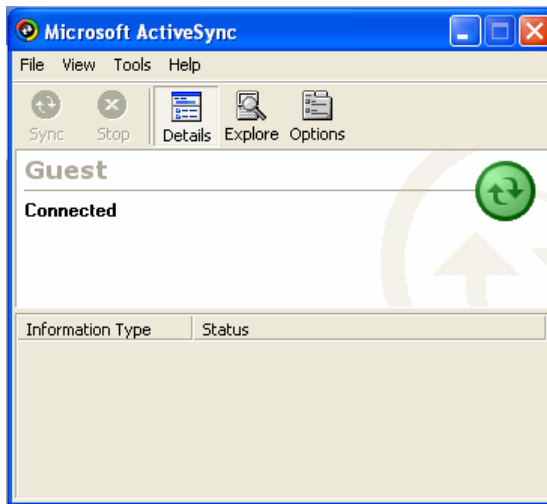 Microsoft ActiveSync
File View Tools Help
Sync Stop Details Explore Options
Guest
Connected
Information Type Status